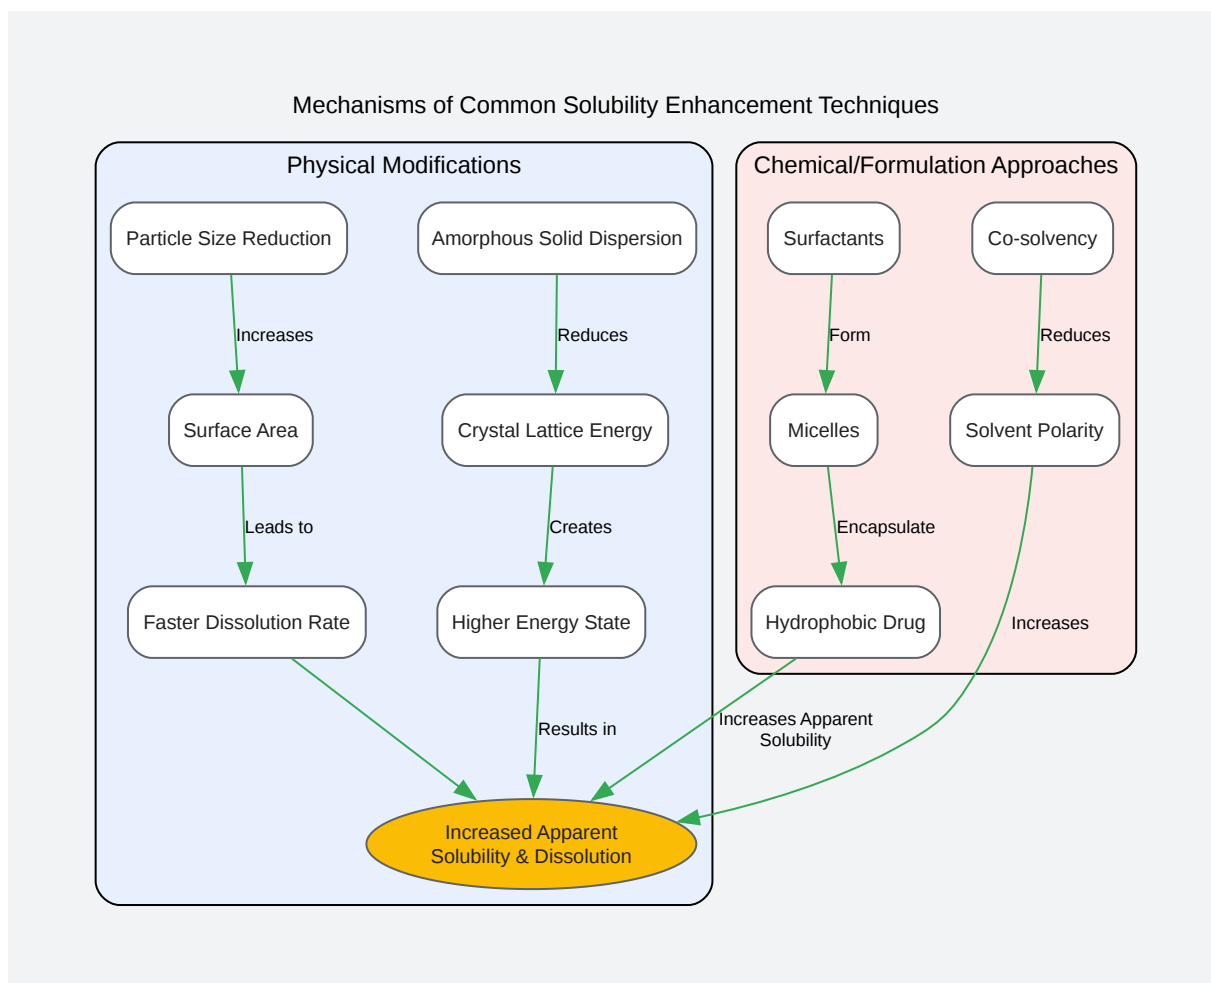 Mechanisms of Common Solubility Enhancement Techniques
Physical Modifications
Chemical/Formulation Approaches
Particle Size Reduction
Amorphous Solid Dispersion
Surfactants
Co-solvency
Increases
Reduces
Form
Reduces
Surface Area
Crystal Lattice Energy
Micelles
Solvent Polarity
Leads to
Creates
Encapsulate
Faster Dissolution Rate
Higher Energy State
Hydrophobic Drug
Increases
Results in
Increases Apparent
Solubility
Increased Apparent
Solubility & Dissolution